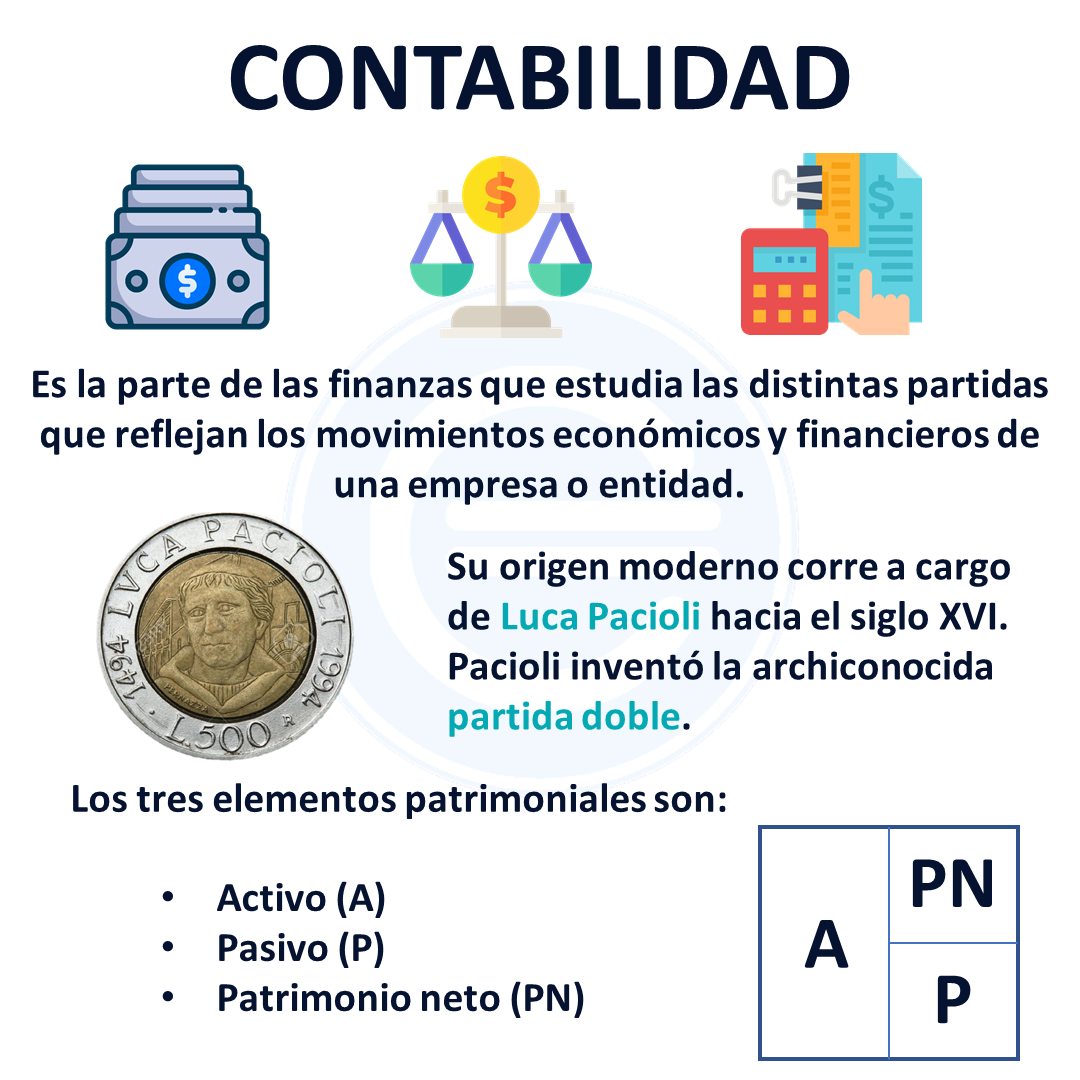 CONTABILIDAD
$
$
$
Es la parte de las finanzas que estudia las distintas partidas
que reflejan los movimientos económicos y financieros de
una empresa o entidad.
LVCA PACIOLI
1494
1994
L.500
R
Su origen moderno corre a cargo
de Luca Pacioli hacia el siglo XVI.
Pacioli inventó la archiconocida
partida doble.
Los tres elementos patrimoniales son:
• Activo (A)
• Pasivo (P)
• Patrimonio neto (PN)
A
PN
P